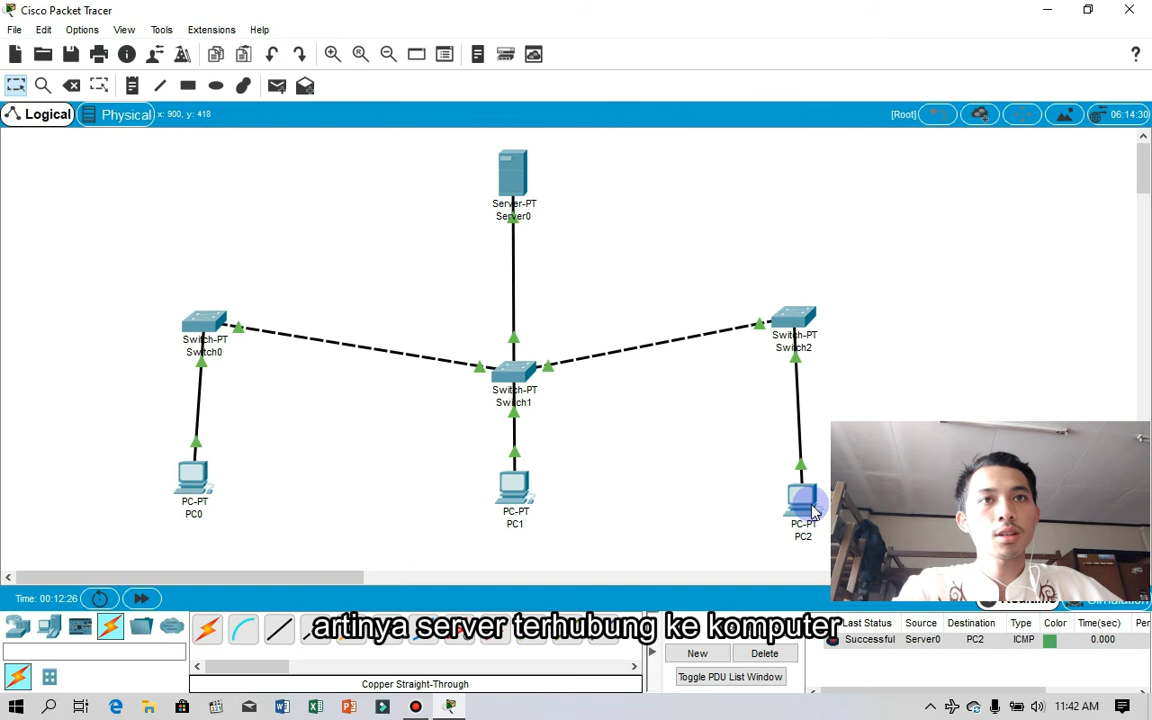 Cisco Packet Tracer
File Edit Options View Tools Extensions Help
?
Logical Physical x: 900, y: 418 [Root] 06:14:30
Server-PT
Server0
Switch-PT
Switch0
Switch-PT
Switch2
Switch-PT
Switch1
PC-PT
PC0
PC-PT
PC1
PC-PT
PC2
Time: 00:12:26
artinya server terhubung ke komputer
Last Status Source Destination Type Color Time(sec) Per
Successful Server0 PC2 ICMP 0.000
New Delete
Toggle PDU List Window
Copper Straight-Through
11:42 AM